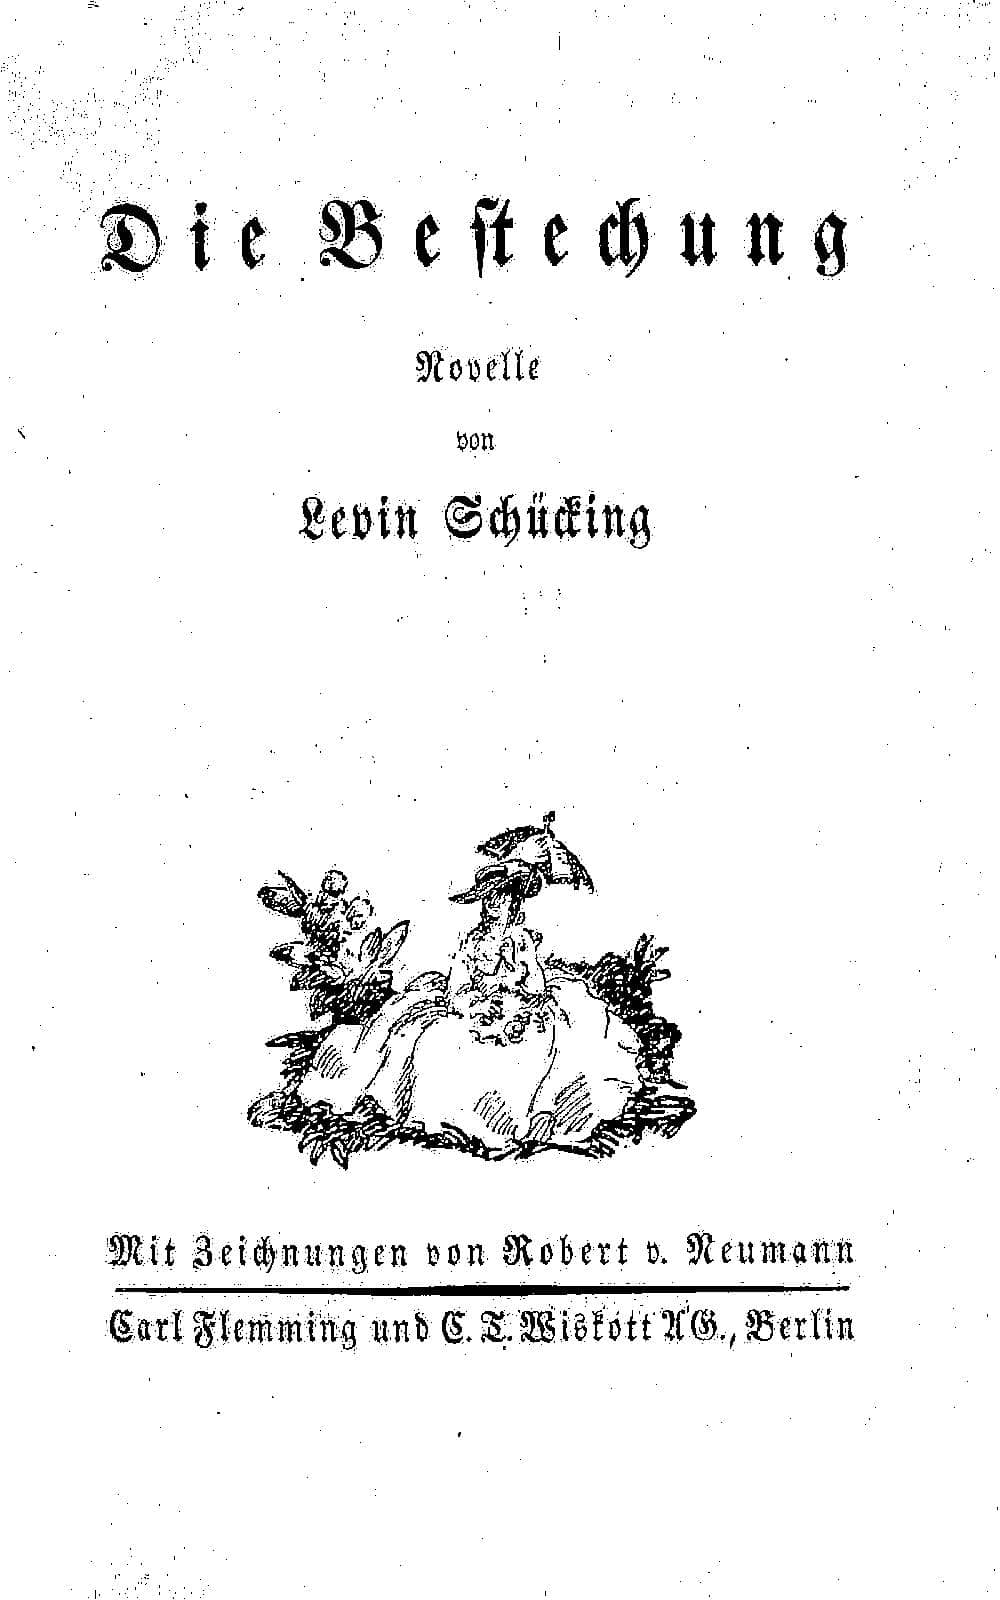 Die Bestechung
Novelle
von
Levin Schücking
Mit Zeichnungen von Robert v. Neumann
Carl Flemming und C. T. Wiskott AG., Berlin